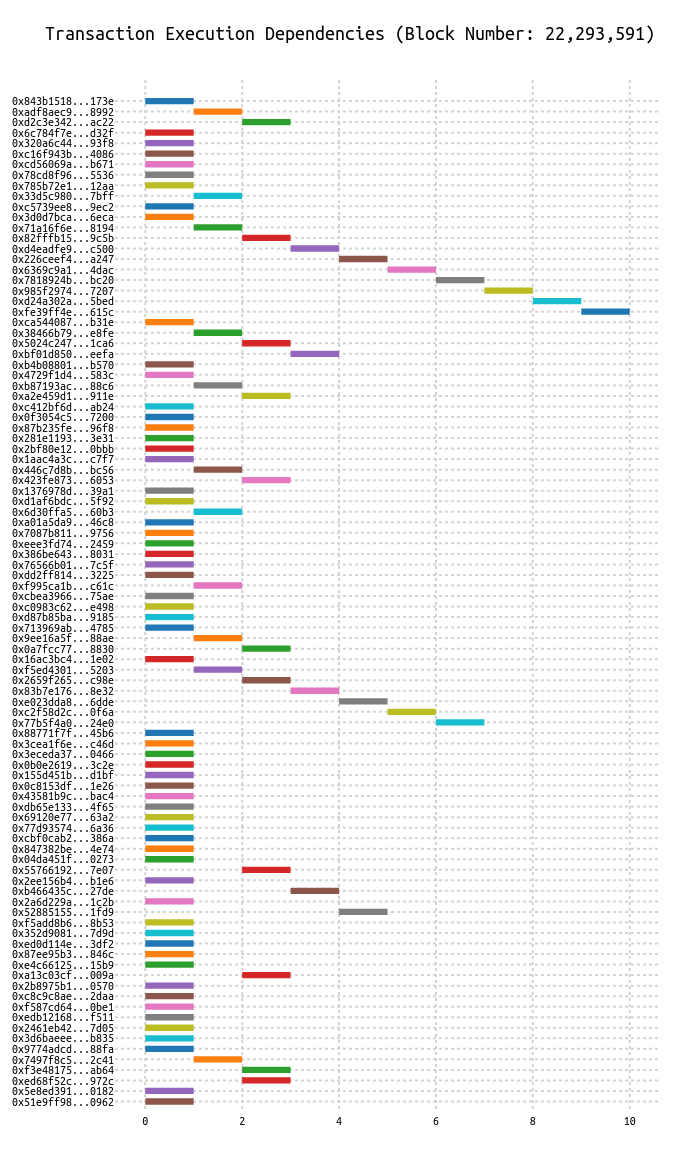 Transaction Execution Dependencies (Block Number: 22,293,591)
0x843b1518...173e
0xadf8aec9...8992
0xd2c3e342...ac22
0x6c784f7e...d32f
0x320a6c44...93f8
0xc16f943b...4086
0xcd56069a...b671
0x78cd8f96...5536
0x785b72e1...12aa
0x33d5c980...7bff
0xc5739ee8...9ec2
0x3d0d7bca...6eca
0x71a16f6e...8194
0x82fffb15...9c5b
0xd4eadfe9...c500
0x226ceef4...a247
0x6369c9a1...4dac
0x7818924b...bc20
0x985f2974...7207
0xd24a302a...5bed
0xfe39ff4e...615c
0xca544087...b31e
0x38466b79...e8fe
0x5024c247...1ca6
0xbf01d850...eefa
0xb4b08801...b570
0x4729f1d4...583c
0xb87193ac...88c6
0xa2e459d1...911e
0xc412bf6d...ab24
0x0f3054c5...7200
0x87b235fe...96f8
0x281e1193...3e31
0x2bf80e12...0bbb
0x1aac4a3c...c7f7
0x446c7d8b...bc56
0x423fe873...6053
0x1376978d...39a1
0xd1af6bdc...5f92
0x6d30ffa5...60b3
0xa01a5da9...46c8
0x7087b811...9756
0xeee3fd74...2459
0x386be643...8031
0x76566b01...7c5f
0xdd2ff814...3225
0xf995ca1b...c61c
0xcbea3966...75ae
0xc0983c62...e498
0xd87b85ba...9185
0x713969ab...4785
0x9ee16a5f...88ae
0x0a7fcc77...8830
0x16ac3bc4...1e02
0xf5ed4301...5203
0x2659f265...c98e
0x83b7e176...8e32
0xe023dda8...6dde
0xc2f58d2c...0f6a
0x77b5f4a0...24e0
0x88771f7f...45b6
0x3cea1f6e...c46d
0x3eceda37...0466
0x0b0e2619...3c2e
0x155d451b...d1bf
0x0c8153df...1e26
0x43581b9c...bac4
0xdb65e133...4f65
0x69120e77...63a2
0x77d93574...6a36
0xcbf0cab2...386a
0x847382be...4e74
0x04da451f...0273
0x55766192...7e07
0x2ee156b4...b1e6
0xb466435c...27de
0x2a6d229a...1c2b
0x52885155...1fd9
0xf5add8b6...8b53
0x352d9081...7d9d
0xed0d114e...3df2
0x87ee95b3...846c
0xe4c66125...15b9
0xa13c03cf...009a
0x2b8975b1...0570
0xc8c9c8ae...2daa
0xf587cd64...0be1
0xedb12168...f511
0x2461eb42...7d05
0x3d6baeee...b835
0x9774adcd...88fa
0x7497f8c5...2c41
0xf3e48175...ab64
0xed68f52c...972c
0x5e8ed391...0182
0x51e9ff98...0962
0 2 4 6 8 10